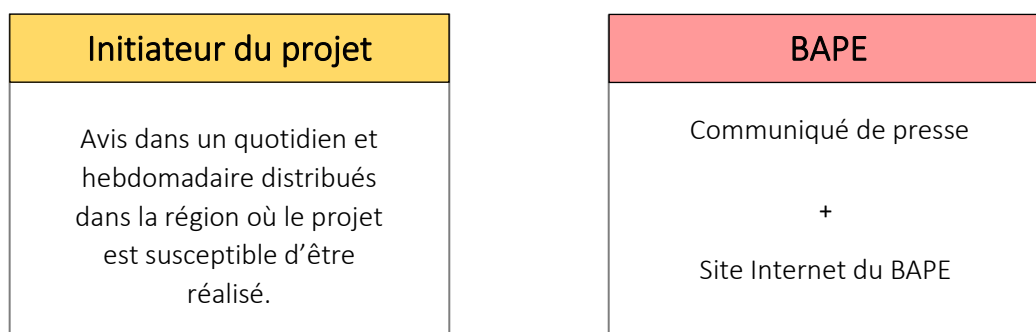 Initiateur du projet
Avis dans un quotidien et
hebdomadaire distribués
dans la région où le projet
est susceptible d’être
réalisé.
BAPE
Communiqué de presse
+
Site Internet du BAPE